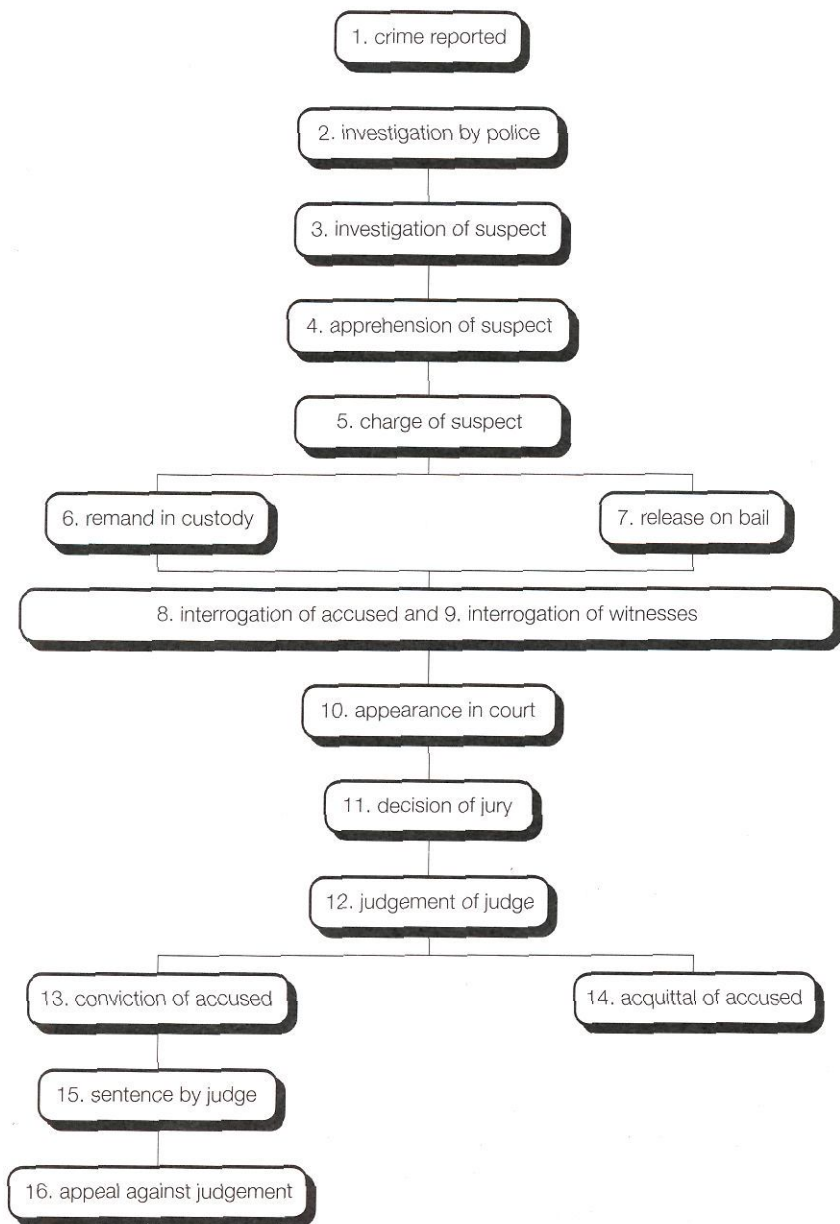 1. crime reported
2. investigation by police
3. investigation of suspect
4. apprehension of suspect
5. charge of suspect
6. remand in custody
7. release on bail
8. interrogation of accused and 9. interrogation of witnesses
10. appearance in court
11. decision of jury
12. judgement of judge
13. conviction of accused
14. acquittal of accused
15. sentence by judge
16. appeal against judgement